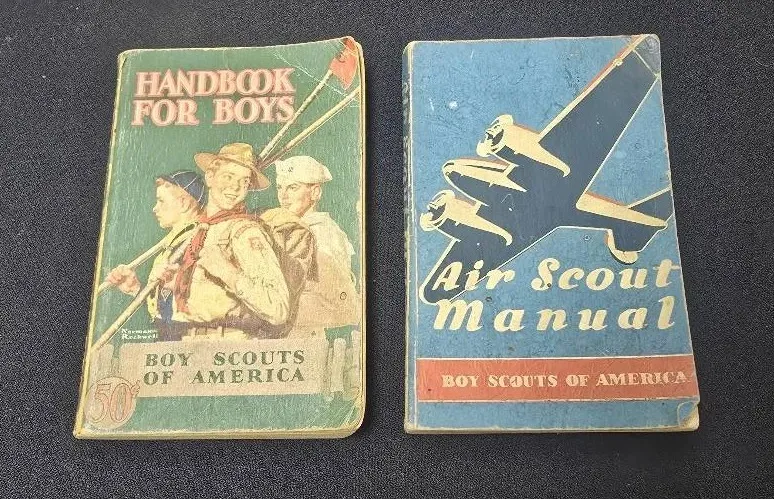 HANDBOOK
FOR BOYS
Norman
Rockwell
BOY SCOUTS
OF AMERICA
50¢
Air Scout
Manual
BOY SCOUTS OF AMERICA